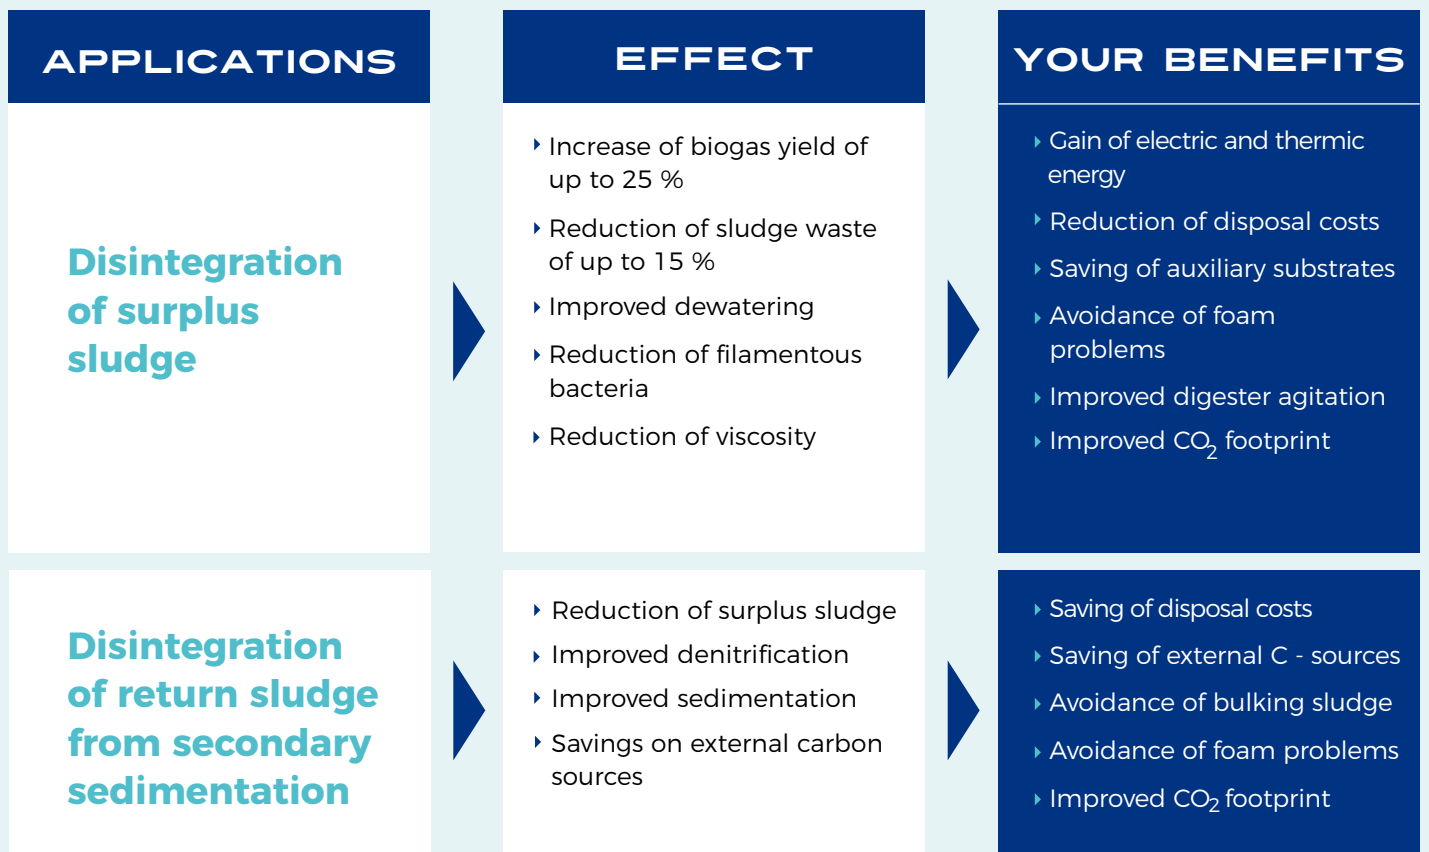 APPLICATIONS
EFFECT
YOUR BENEFITS
Disintegration
of surplus
sludge
Increase of biogas yield of
up to 25 %
Reduction of sludge waste
of up to 15 %
Improved dewatering
Reduction of filamentous
bacteria
Reduction of viscosity
Gain of electric and thermic
energy
Reduction of disposal costs
Saving of auxiliary substrates
Avoidance of foam
problems
Improved digester agitation
Improved CO₂ footprint
Disintegration
of return sludge
from secondary
sedimentation
Reduction of surplus sludge
Improved denitrification
Improved sedimentation
Savings on external carbon
sources
Saving of disposal costs
Saving of external C - sources
Avoidance of bulking sludge
Avoidance of foam problems
Improved CO₂ footprint